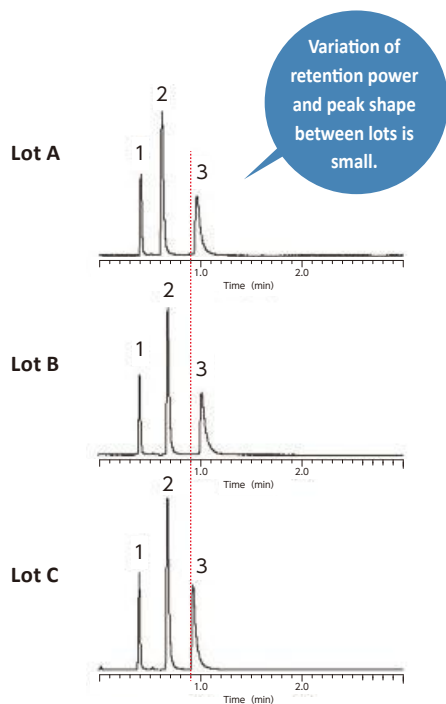 Variation of
retention power
and peak shape
between lots is
small.
Lot A
1
2
3
1.0
2.0
Time (min)
Lot B
1
2
3
1.0
2.0
Time (min)
Lot C
1
2
3
1.0
2.0
Time (min)